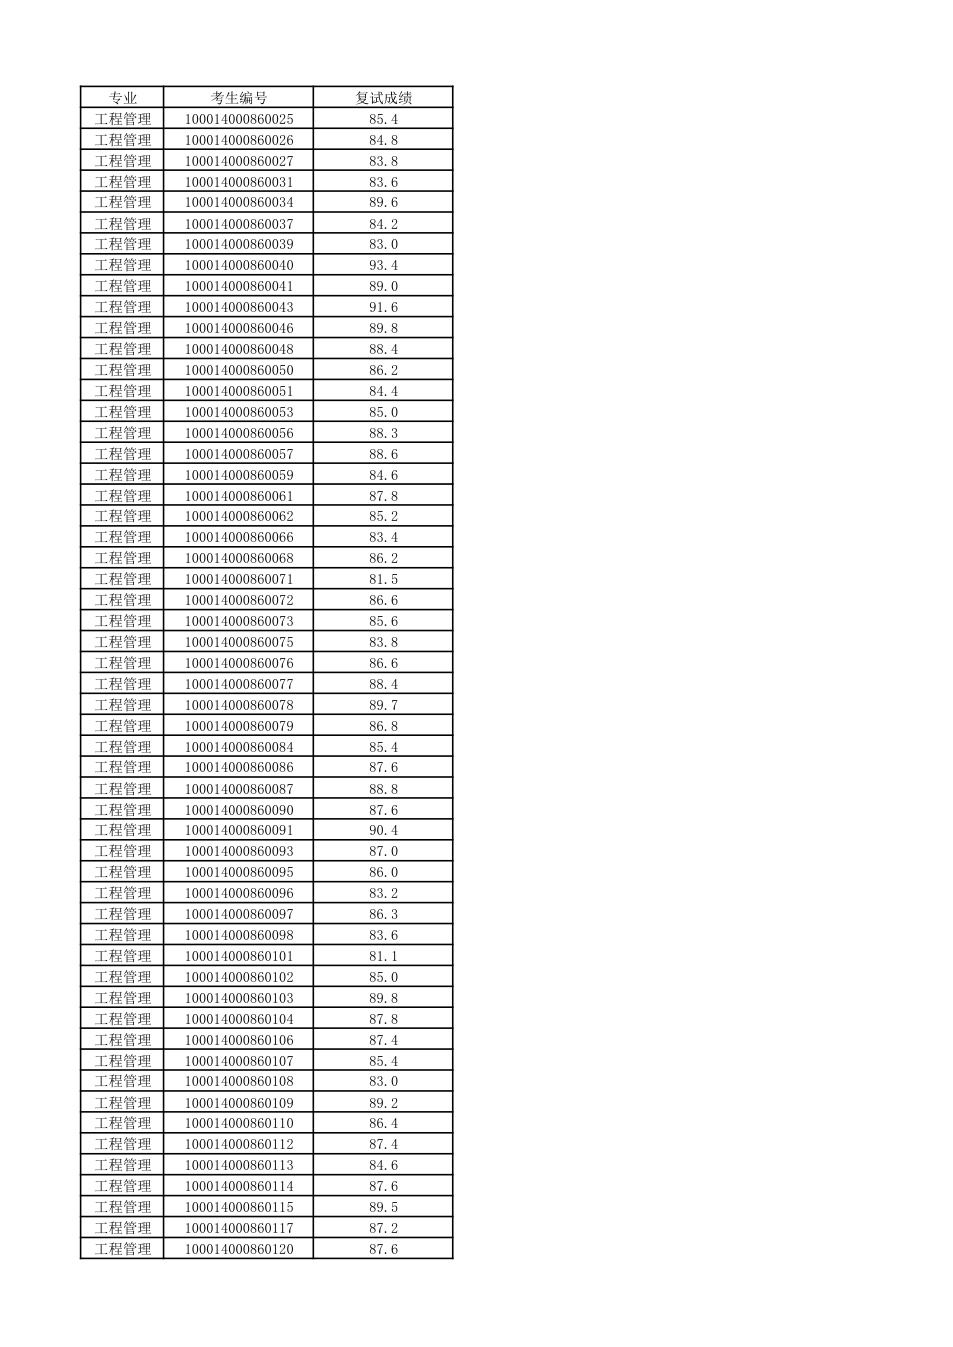 专业 考生编号 复试成绩
工程管理 100014000860025 85.4
工程管理 100014000860026 84.8
工程管理 100014000860027 83.8
工程管理 100014000860031 83.6
工程管理 100014000860034 89.6
工程管理 100014000860037 84.2
工程管理 100014000860039 83.0
工程管理 100014000860040 93.4
工程管理 100014000860041 89.0
工程管理 100014000860043 91.6
工程管理 100014000860046 89.8
工程管理 100014000860048 88.4
工程管理 100014000860050 86.2
工程管理 100014000860051 84.4
工程管理 100014000860053 85.0
工程管理 100014000860056 88.3
工程管理 100014000860057 88.6
工程管理 100014000860059 84.6
工程管理 100014000860061 87.8
工程管理 100014000860062 85.2
工程管理 100014000860066 83.4
工程管理 100014000860068 86.2
工程管理 100014000860071 81.5
工程管理 100014000860072 86.6
工程管理 100014000860073 85.6
工程管理 100014000860075 83.8
工程管理 100014000860076 86.6
工程管理 100014000860077 88.4
工程管理 100014000860078 89.7
工程管理 100014000860079 86.8
工程管理 100014000860084 85.4
工程管理 100014000860086 87.6
工程管理 100014000860087 88.8
工程管理 100014000860090 87.6
工程管理 100014000860091 90.4
工程管理 100014000860093 87.0
工程管理 100014000860095 86.0
工程管理 100014000860096 83.2
工程管理 100014000860097 86.3
工程管理 100014000860098 83.6
工程管理 100014000860101 81.1
工程管理 100014000860102 85.0
工程管理 100014000860103 89.8
工程管理 100014000860104 87.8
工程管理 100014000860106 87.4
工程管理 100014000860107 85.4
工程管理 100014000860108 83.0
工程管理 100014000860109 89.2
工程管理 100014000860110 86.4
工程管理 100014000860112 87.4
工程管理 100014000860113 84.6
工程管理 100014000860114 87.6
工程管理 100014000860115 89.5
工程管理 100014000860117 87.2
工程管理 100014000860120 87.6